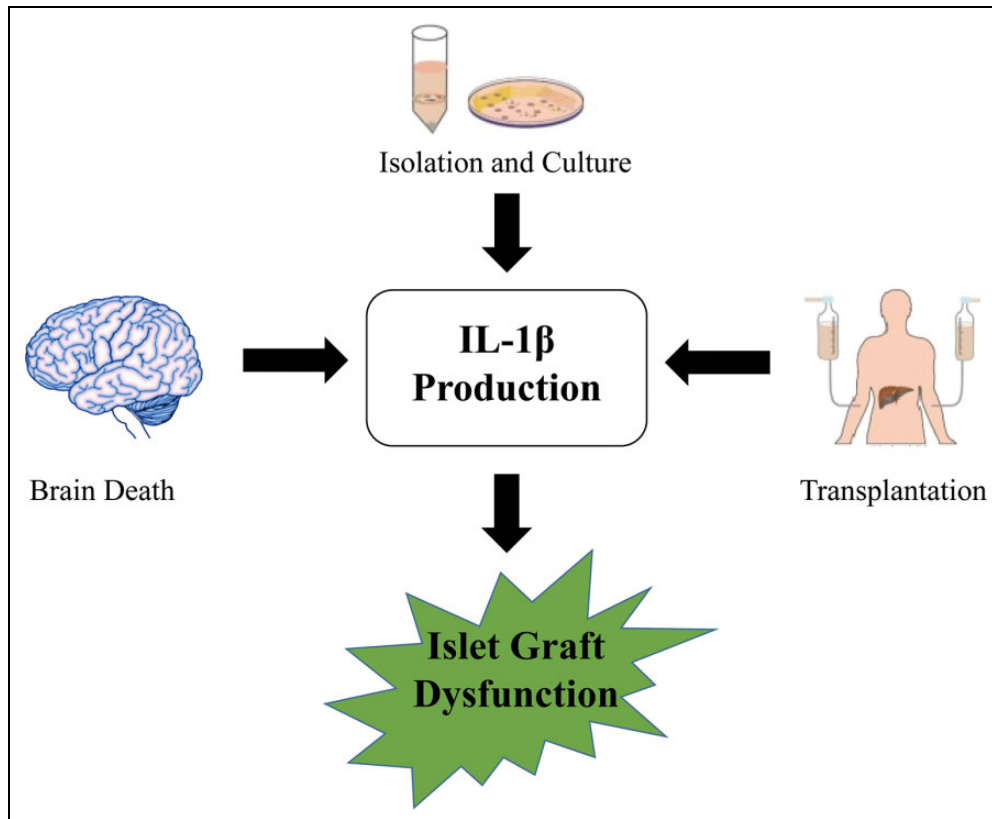 Isolation and Culture
IL-1β
Production
Brain Death
Transplantation
Islet Graft
Dysfunction